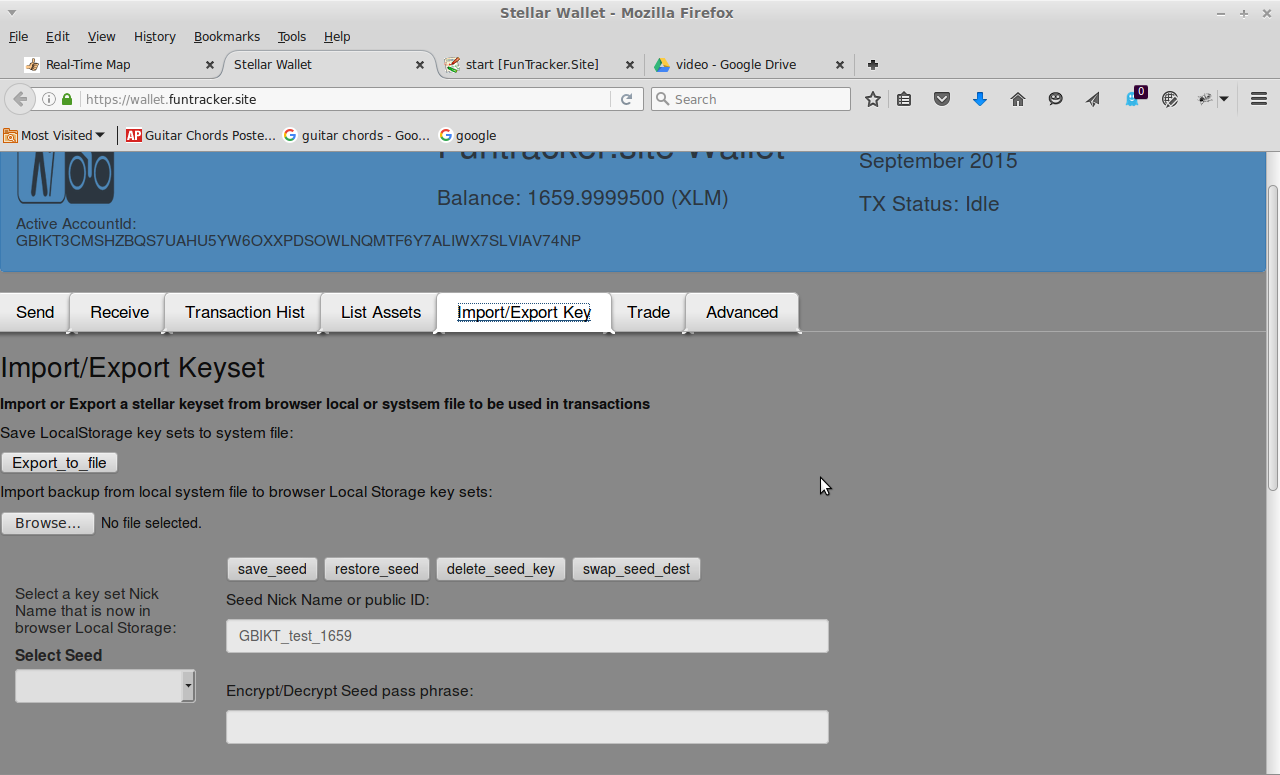 Stellar Wallet - Mozilla Firefox
File Edit View History Bookmarks Tools Help
Real-Time Map Stellar Wallet start [FunTracker.Site] video - Google Drive
https://wallet.funtracker.site Search 0
Most Visited AP Guitar Chords Poste... guitar chords - Goo... google
Funtracker.site Wallet September 2015
Balance: 1659.9999500 (XLM) TX Status: Idle
Active AccountId:
GBIKT3CMSHZBQS7UAHU5YW6OXXPDSOWLNQMTF6Y7ALIWX7SLVIAV74NP
Send Receive Transaction Hist List Assets Import/Export Key Trade Advanced
Import/Export Keyset
Import or Export a stellar keyset from browser local or systsem file to be used in transactions
Save LocalStorage key sets to system file:
Export_to_file
Import backup from local system file to browser Local Storage key sets:
Browse... No file selected.
save_seed restore_seed delete_seed_key swap_seed_dest
Select a key set Nick
Name that is now in
browser Local Storage:
Select Seed
Seed Nick Name or public ID:
GBIKT_test_1659
Encrypt/Decrypt Seed pass phrase: